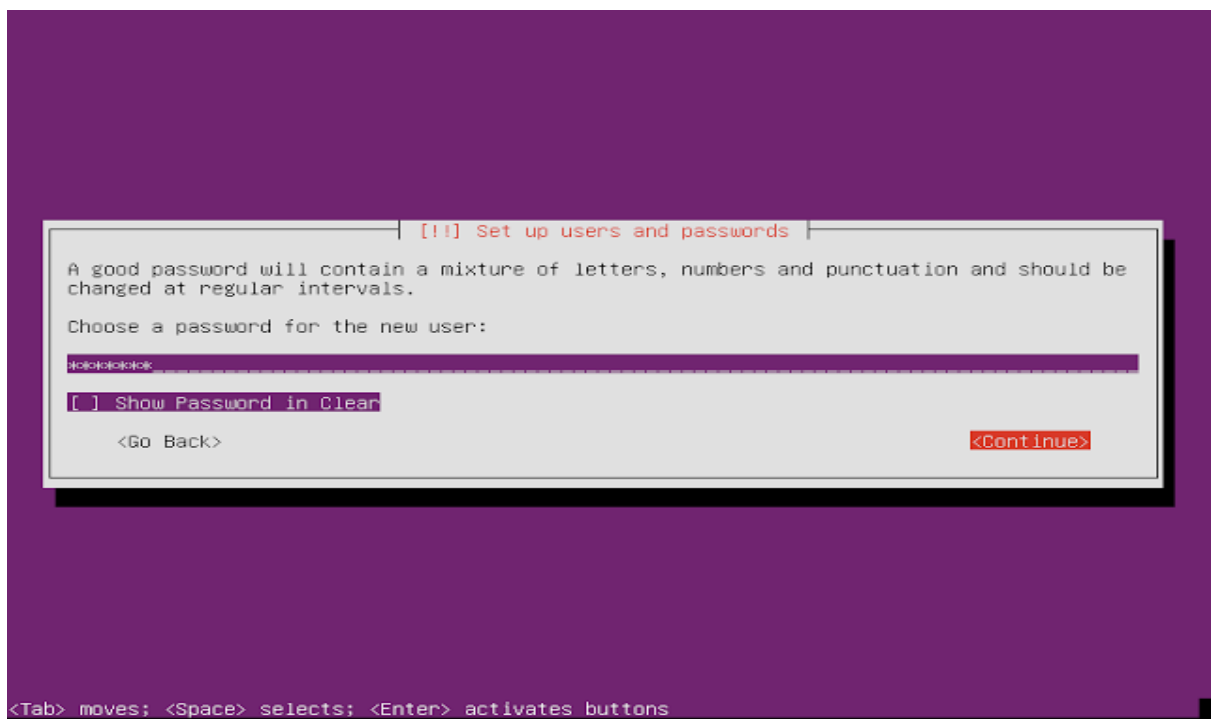 [!!] Set up users and passwords
A good password will contain a mixture of letters, numbers and punctuation and should be
changed at regular intervals.
Choose a password for the new user:
*******
[ ] Show Password in Clear
<Go Back> <Continue>
<Tab> moves; <Space> selects; <Enter> activates buttons